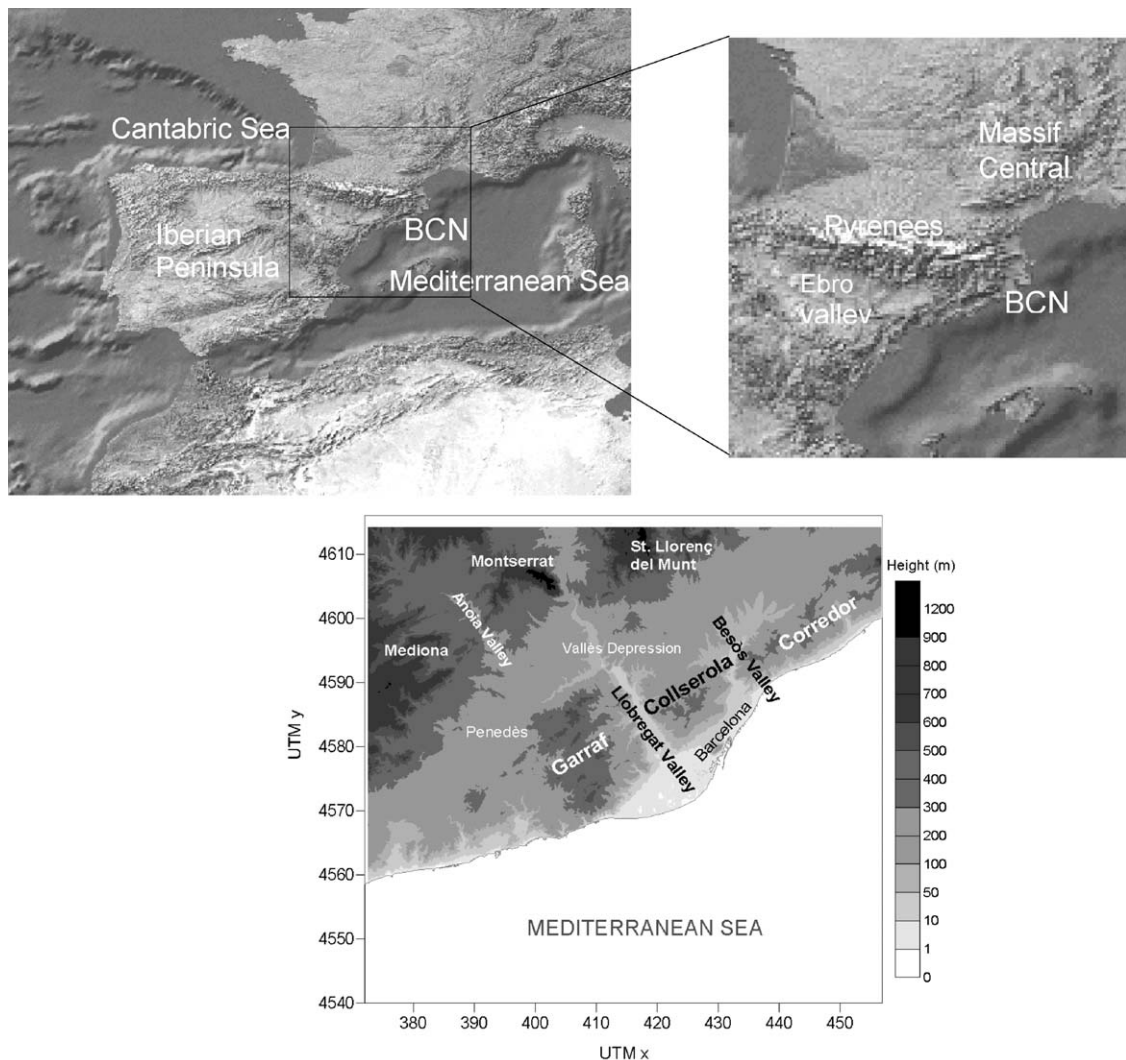 Cantabric Sea
Iberian
Peninsula
BCN
Mediterranean Sea
Massif
Central
Pyrenees
Ebro
vallev
BCN
Height (m)
1200
900
800
700
600
500
400
300
200
100
50
10
1
0
UTM y
4610
4600
4590
4580
4570
4560
4550
4540
Montserrat
St. Llorenç
del Munt
Anoia Valley
Mediona
Vallès Depression
Besòs Valley
Corredor
Collserola
Llobregat Valley
Barcelona
Penedès
Garraf
MEDITERRANEAN SEA
380 390 400 410 420 430 440 450
UTM x